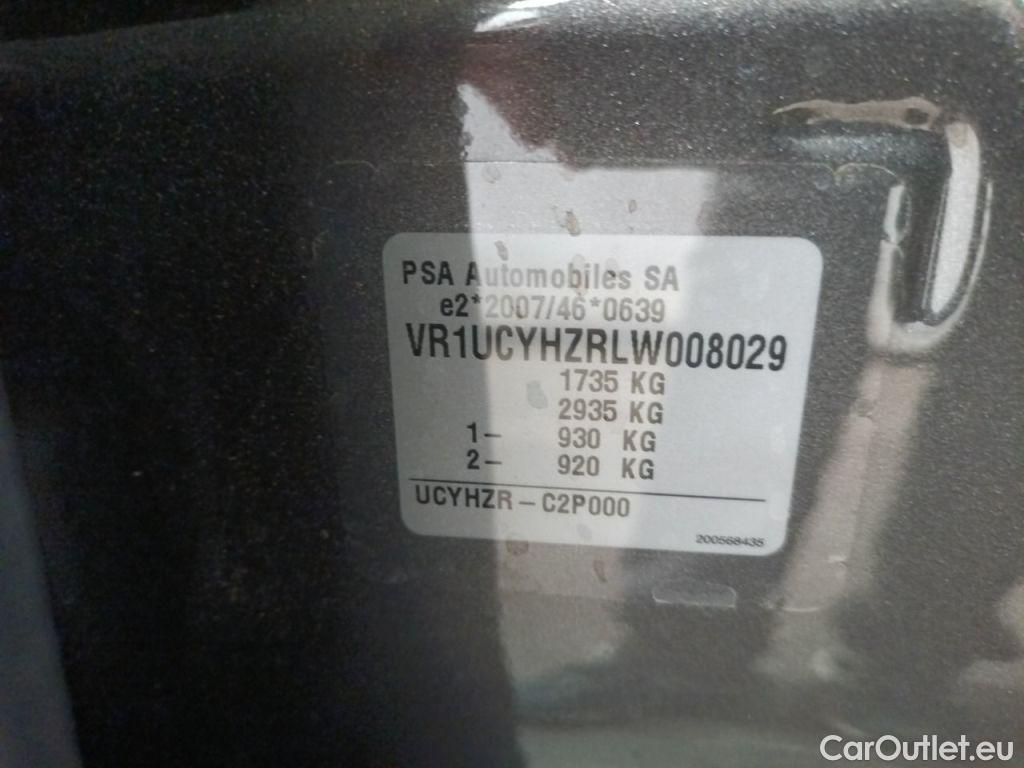 PSA Automobiles SA
e2*2007/46*0639
VR1UCYHZRLW008029
1735 KG
2935 KG
1– 930 KG
2– 920 KG
UCYHZR – C2P000
200568435
CarOutlet.eu